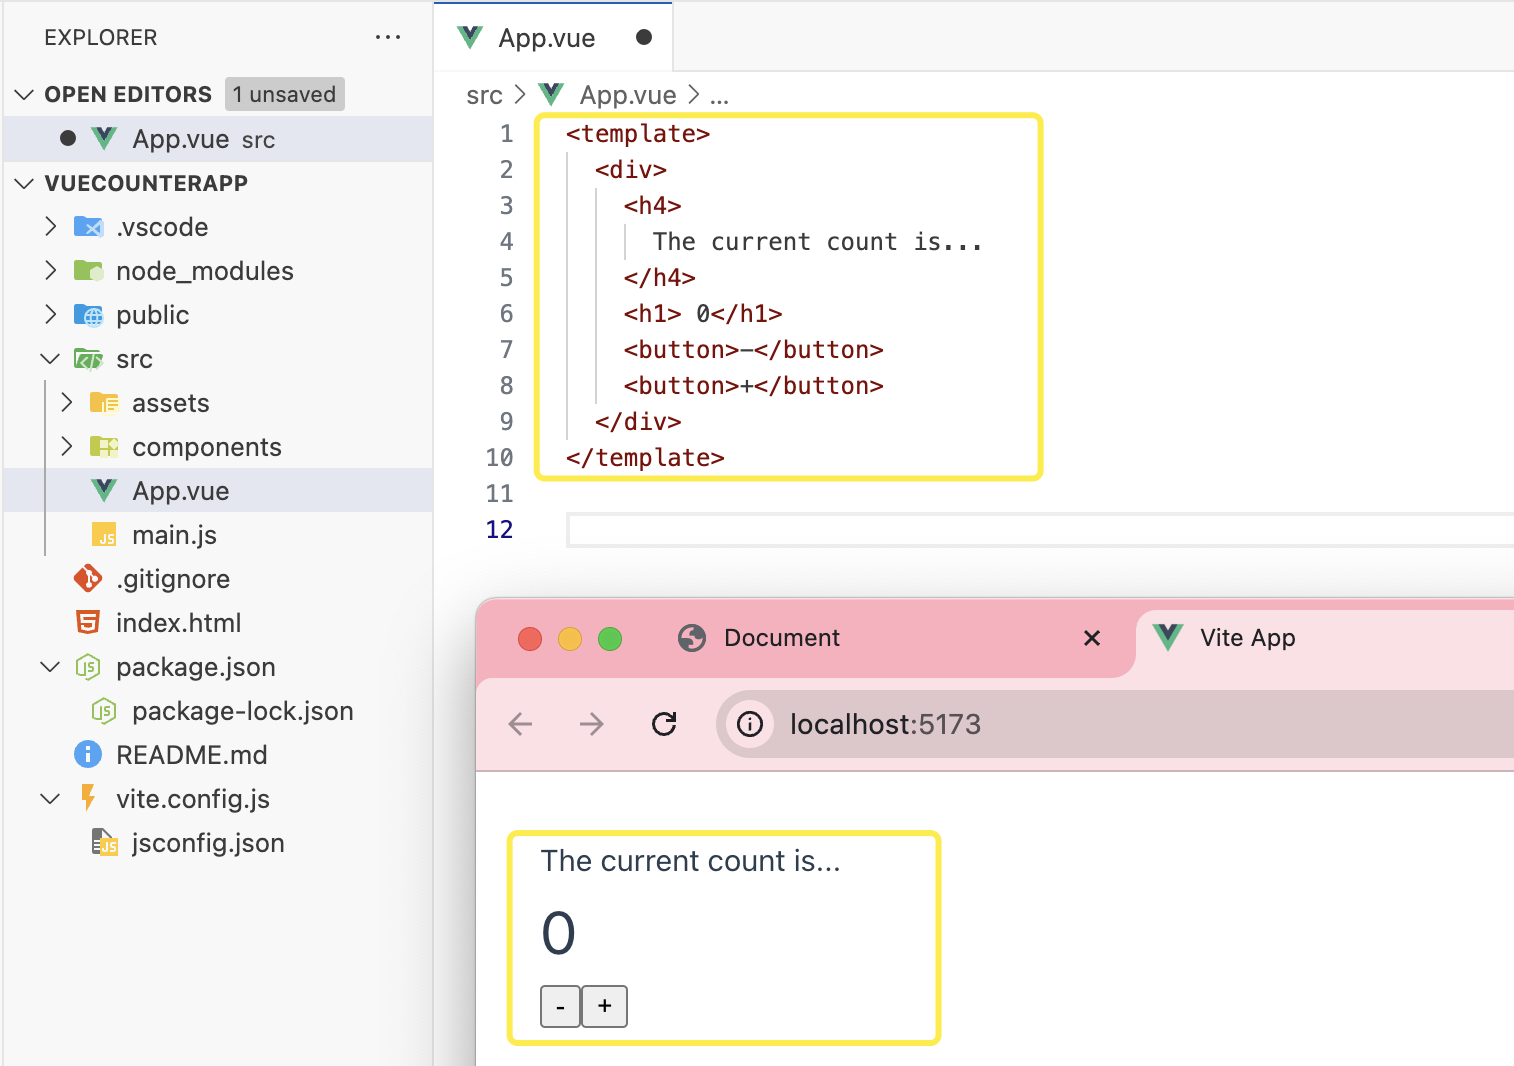 EXPLORER ...
OPEN EDITORS 1 unsaved
App.vue src
VUECOUNTERAPP
.vscode
node_modules
public
src
assets
components
App.vue
main.js
.gitignore
index.html
package.json
package-lock.json
README.md
vite.config.js
jsconfig.json
App.vue
src > App.vue > ...
1 <template>
2 <div>
3 <h4>
4 The current count is...
5 </h4>
6 <h1> 0</h1>
7 <button>-</button>
8 <button>+</button>
9 </div>
10 </template>
11
12
Document
Vite App
localhost:5173
The current count is...
0
- +